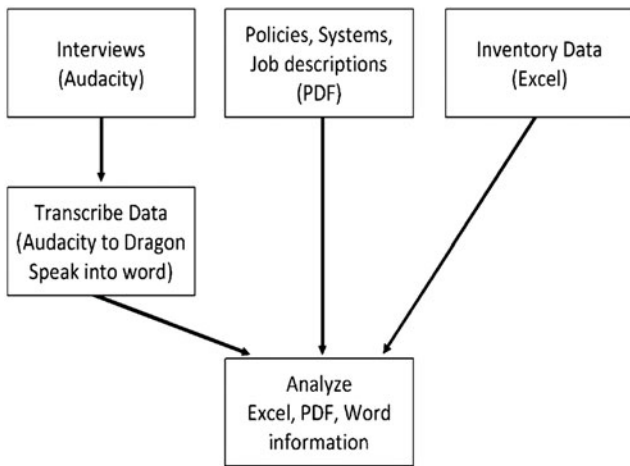 Interviews
(Audacity)
Policies, Systems,
Job descriptions
(PDF)
Inventory Data
(Excel)
Transcribe Data
(Audacity to Dragon
Speak into word)
Analyze
Excel, PDF, Word
information